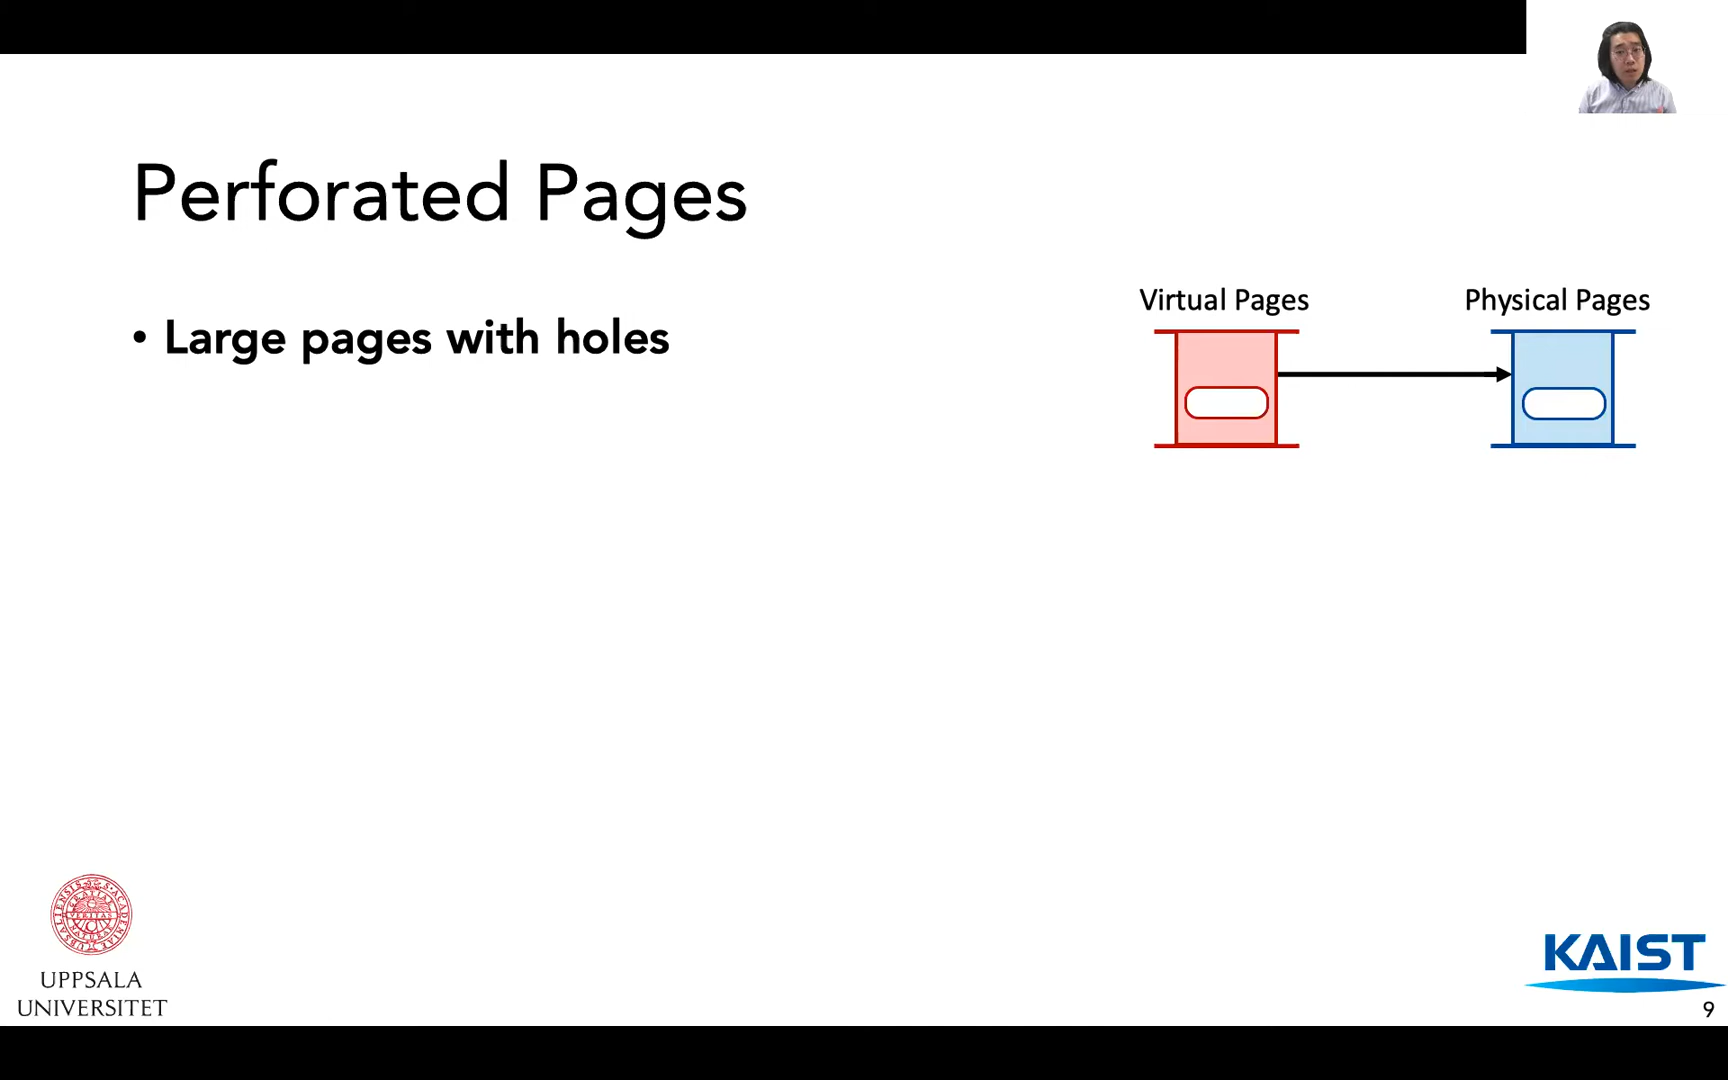 Perforated Pages
• Large pages with holes
Virtual Pages
Physical Pages
UPPSALA
UNIVERSITET
KAIST
9